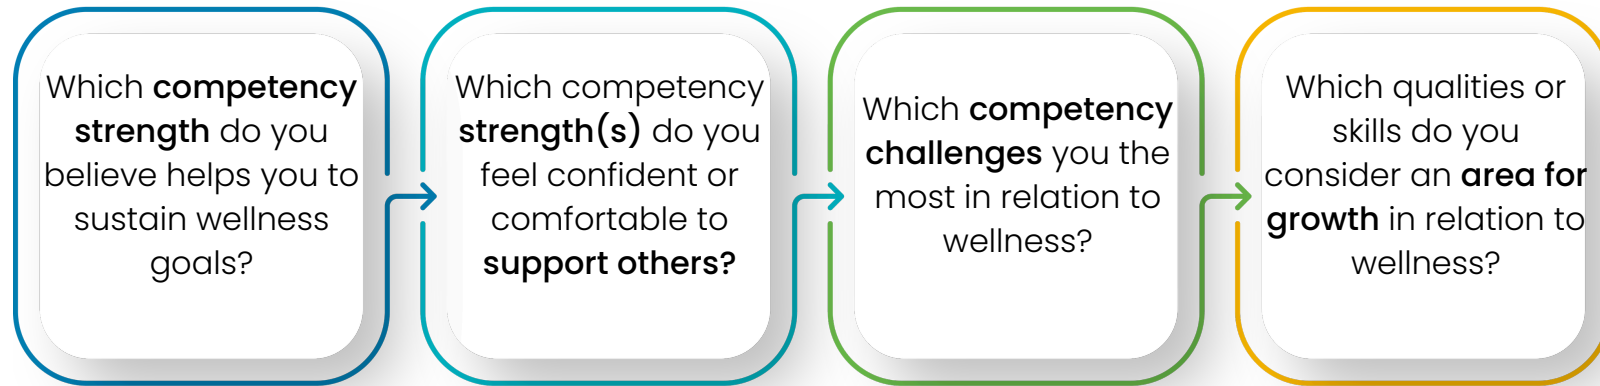 Which competency
strength do you
believe helps you to
sustain wellness
goals?
Which competency
strength(s) do you
feel confident or
comfortable to
support others?
Which competency
challenges you the
most in relation to
wellness?
Which qualities or
skills do you
consider an area for
growth in relation to
wellness?